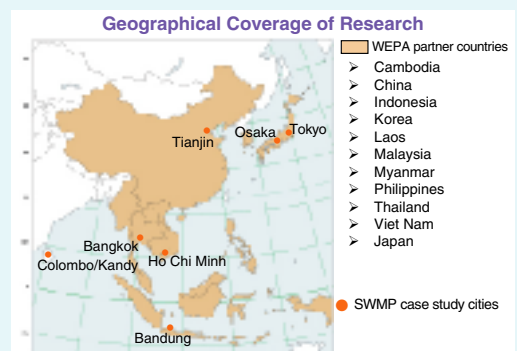 Geographical Coverage of Research
WEPA partner countries
➢ Cambodia
➢ China
➢ Indonesia
➢ Korea
➢ Laos
➢ Malaysia
➢ Myanmar
➢ Philippines
➢ Thailand
➢ Viet Nam
➢ Japan
Tianjin
Osaka
Tokyo
Bangkok
Colombo/Kandy
Ho Chi Minh
Bandung
SWMP case study cities